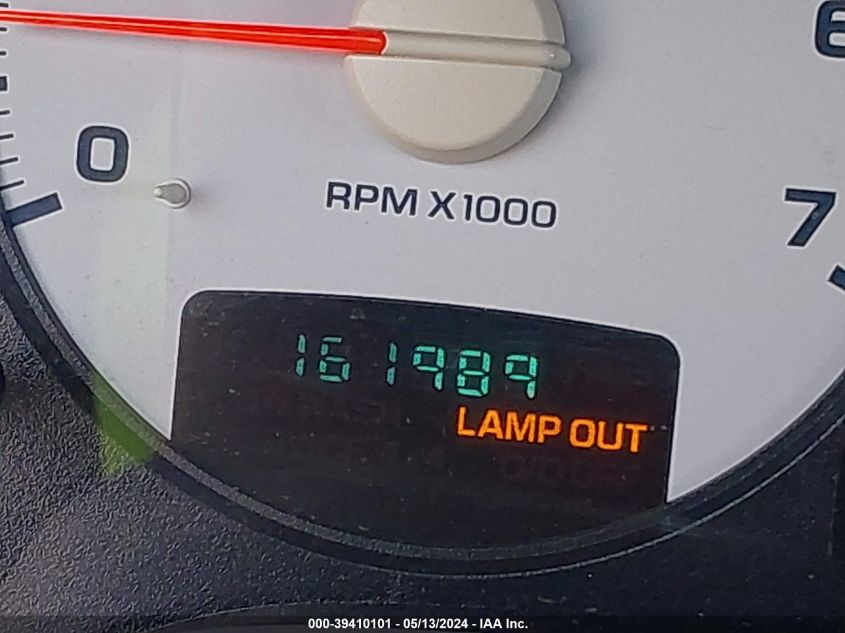 6
0
RPM X1000
7
161989
LAMP OUT
000-39410101 - 05/13/2024 - IAA Inc.